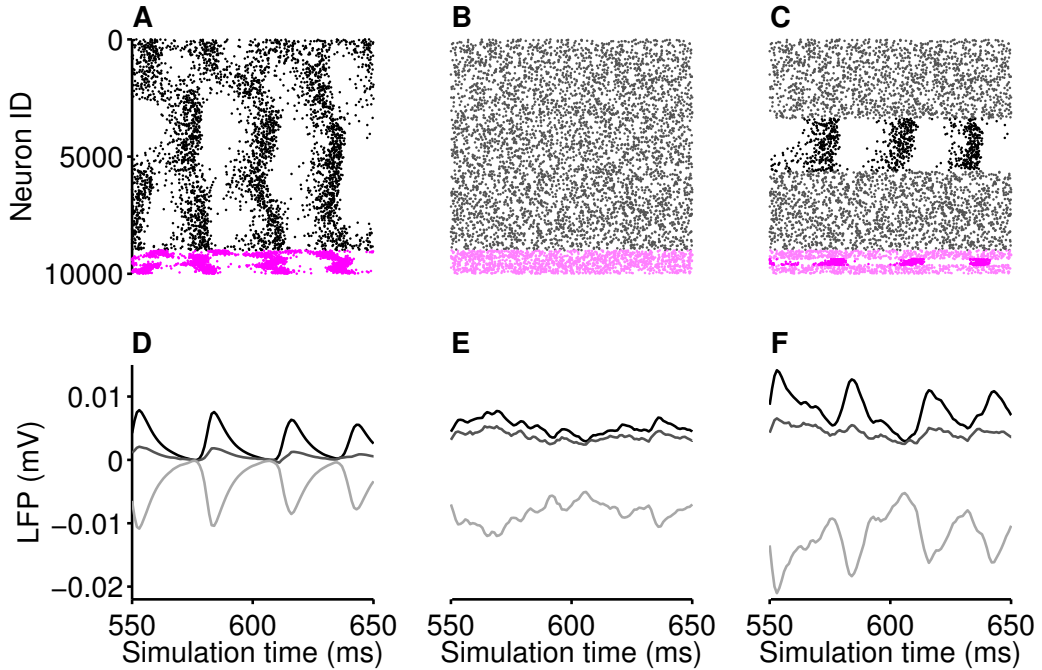 A B C
0
5000
10000
Neuron ID
D E F
0.01
0
−0.01
−0.02
LFP (mV)
550 600 650 550 600 650 550 600 650
Simulation time (ms) Simulation time (ms) Simulation time (ms)